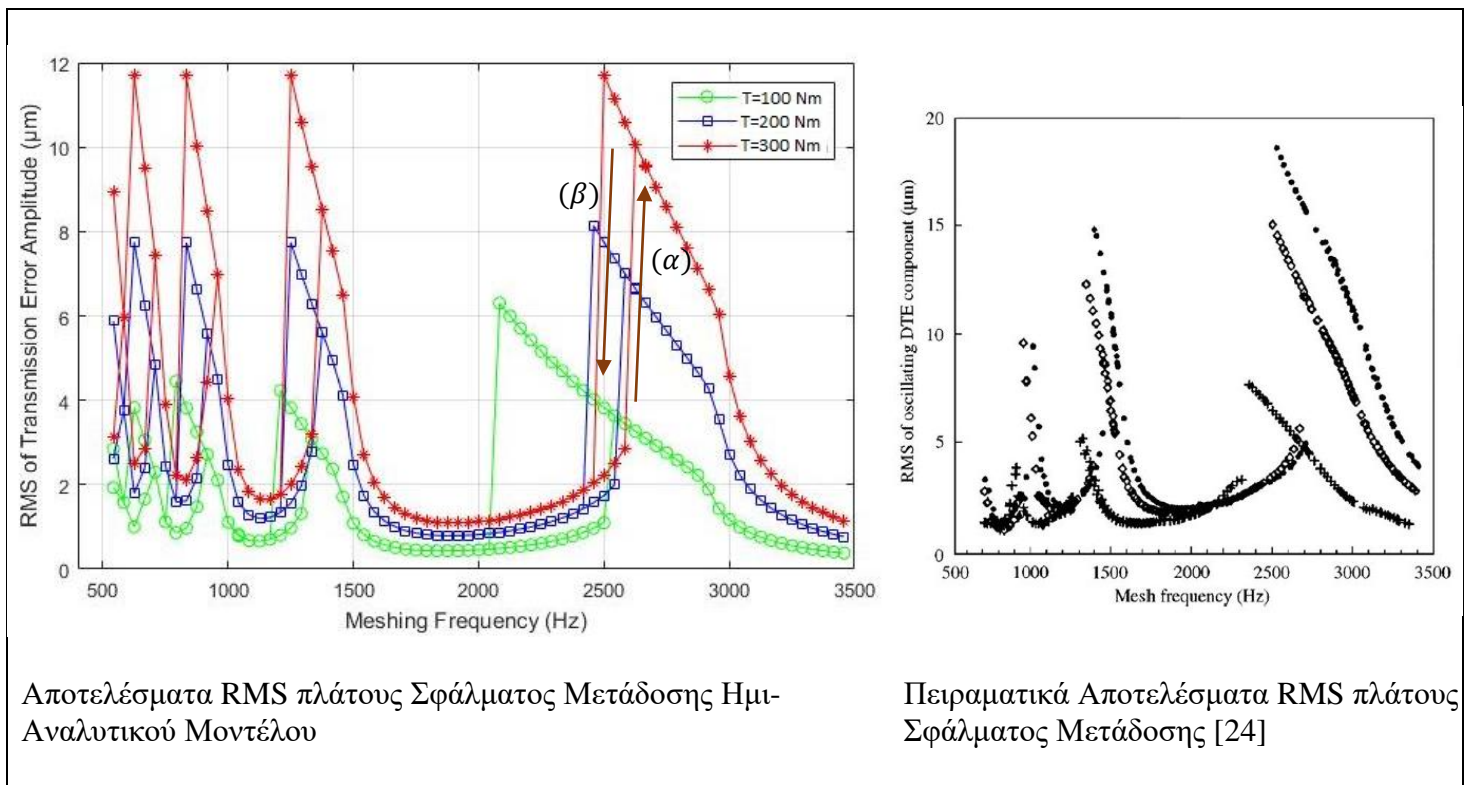 12
10
8
6
4
2
0
RMS of Transmission Error Amplitude (μm)
T=100 Nm
T=200 Nm
T=300 Nm
(β)
(α)
500 1000 1500 2000 2500 3000 3500
Meshing Frequency (Hz)
20
15
10
5
0
RMS of oscillating DTE component (μm)
500 1000 1500 2000 2500 3000 3500
Mesh frequency (Hz)
Αποτελέσματα RMS πλάτους Σφάλματος Μετάδοσης Ημι-
Αναλυτικού Μοντέλου
Πειραματικά Αποτελέσματα RMS πλάτους
Σφάλματος Μετάδοσης [24]